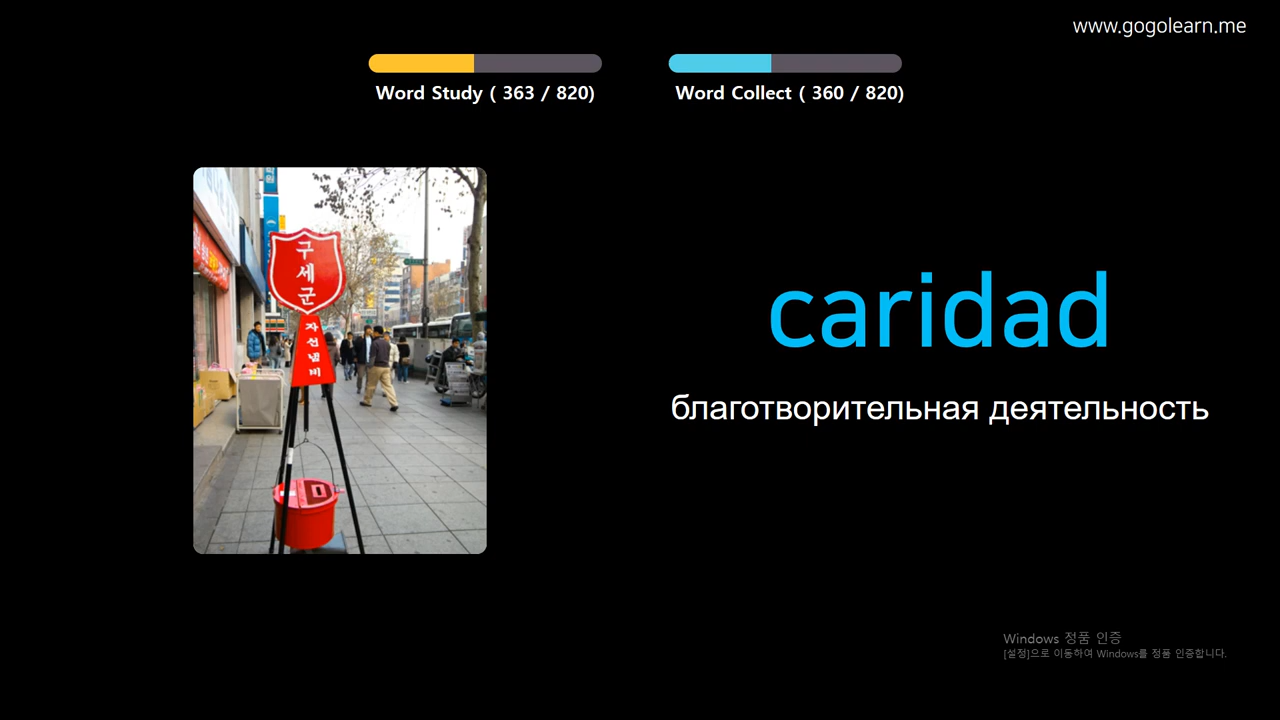 www.gogolearn.me
Word Study ( 363 / 820)
Word Collect ( 360 / 820)
구
세
군
자
선
냄
비
caridad
благотворительная деятельность
Windows 정품 인증
[설정]으로 이동하여 Windows를 정품 인증합니다.